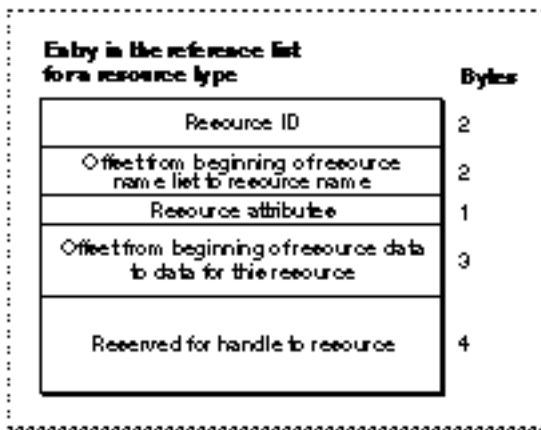 Entry in the reference list
for a resource type
Bytes
Resource ID
2
Offset from beginning of resource
name list to resource name
2
Resource attributes
1
Offset from beginning of resource data
to data for this resource
3
Reserved for handle to resource
4